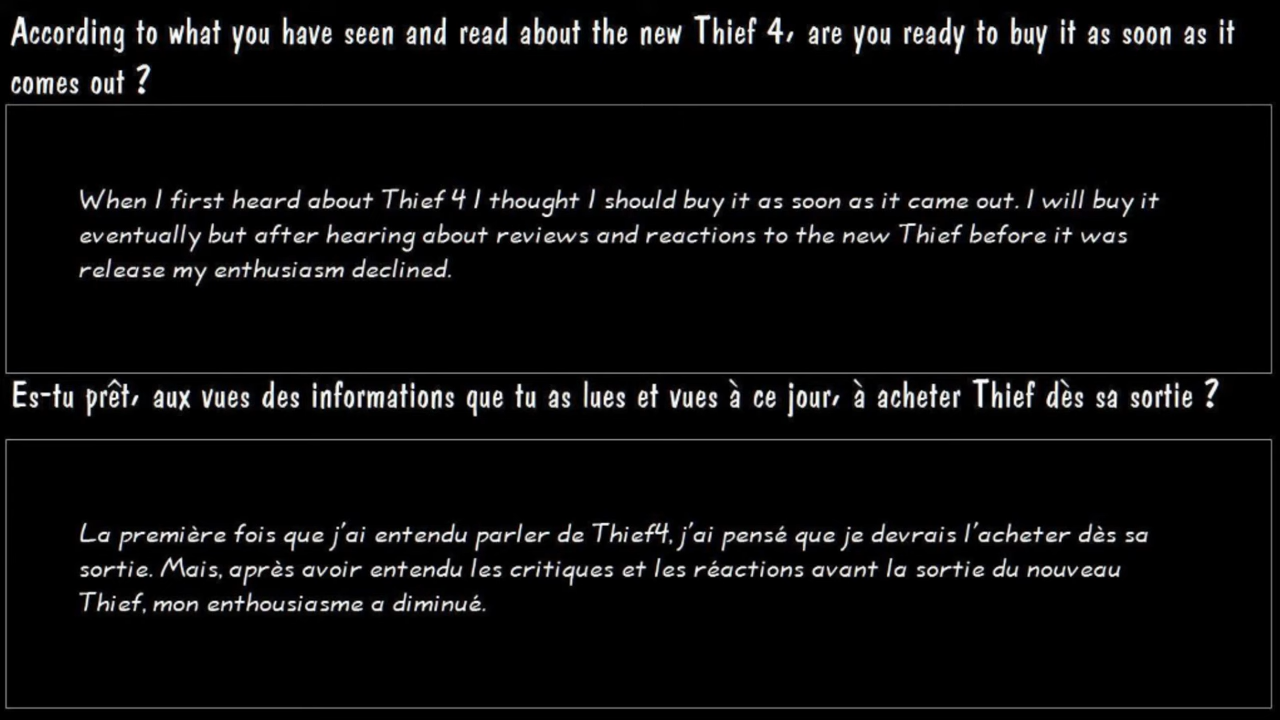 According to what you have seen and read about the new Thief 4, are you ready to buy it as soon as it
comes out ?
When I first heard about Thief 4 I thought I should buy it as soon as it came out. I will buy it
eventually but after hearing about reviews and reactions to the new Thief before it was
release my enthusiasm declined.
Es-tu prêt, aux vues des informations que tu as lues et vues à ce jour, à acheter Thief dès sa sortie ?
La première fois que j'ai entendu parler de Thief4, j'ai pensé que je devrais l'acheter dès sa
sortie. Mais, après avoir entendu les critiques et les réactions avant la sortie du nouveau
Thief, mon enthousiasme a diminué.